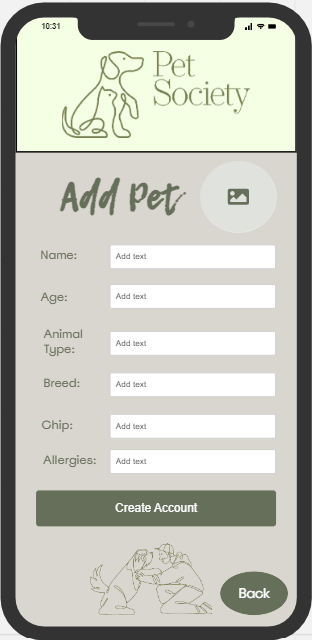 10:31
Pet
Society
Add Pet
Name:
Add text
Age:
Add text
Animal
Type:
Add text
Breed:
Add text
Chip:
Add text
Allergies:
Add text
Create Account
Back